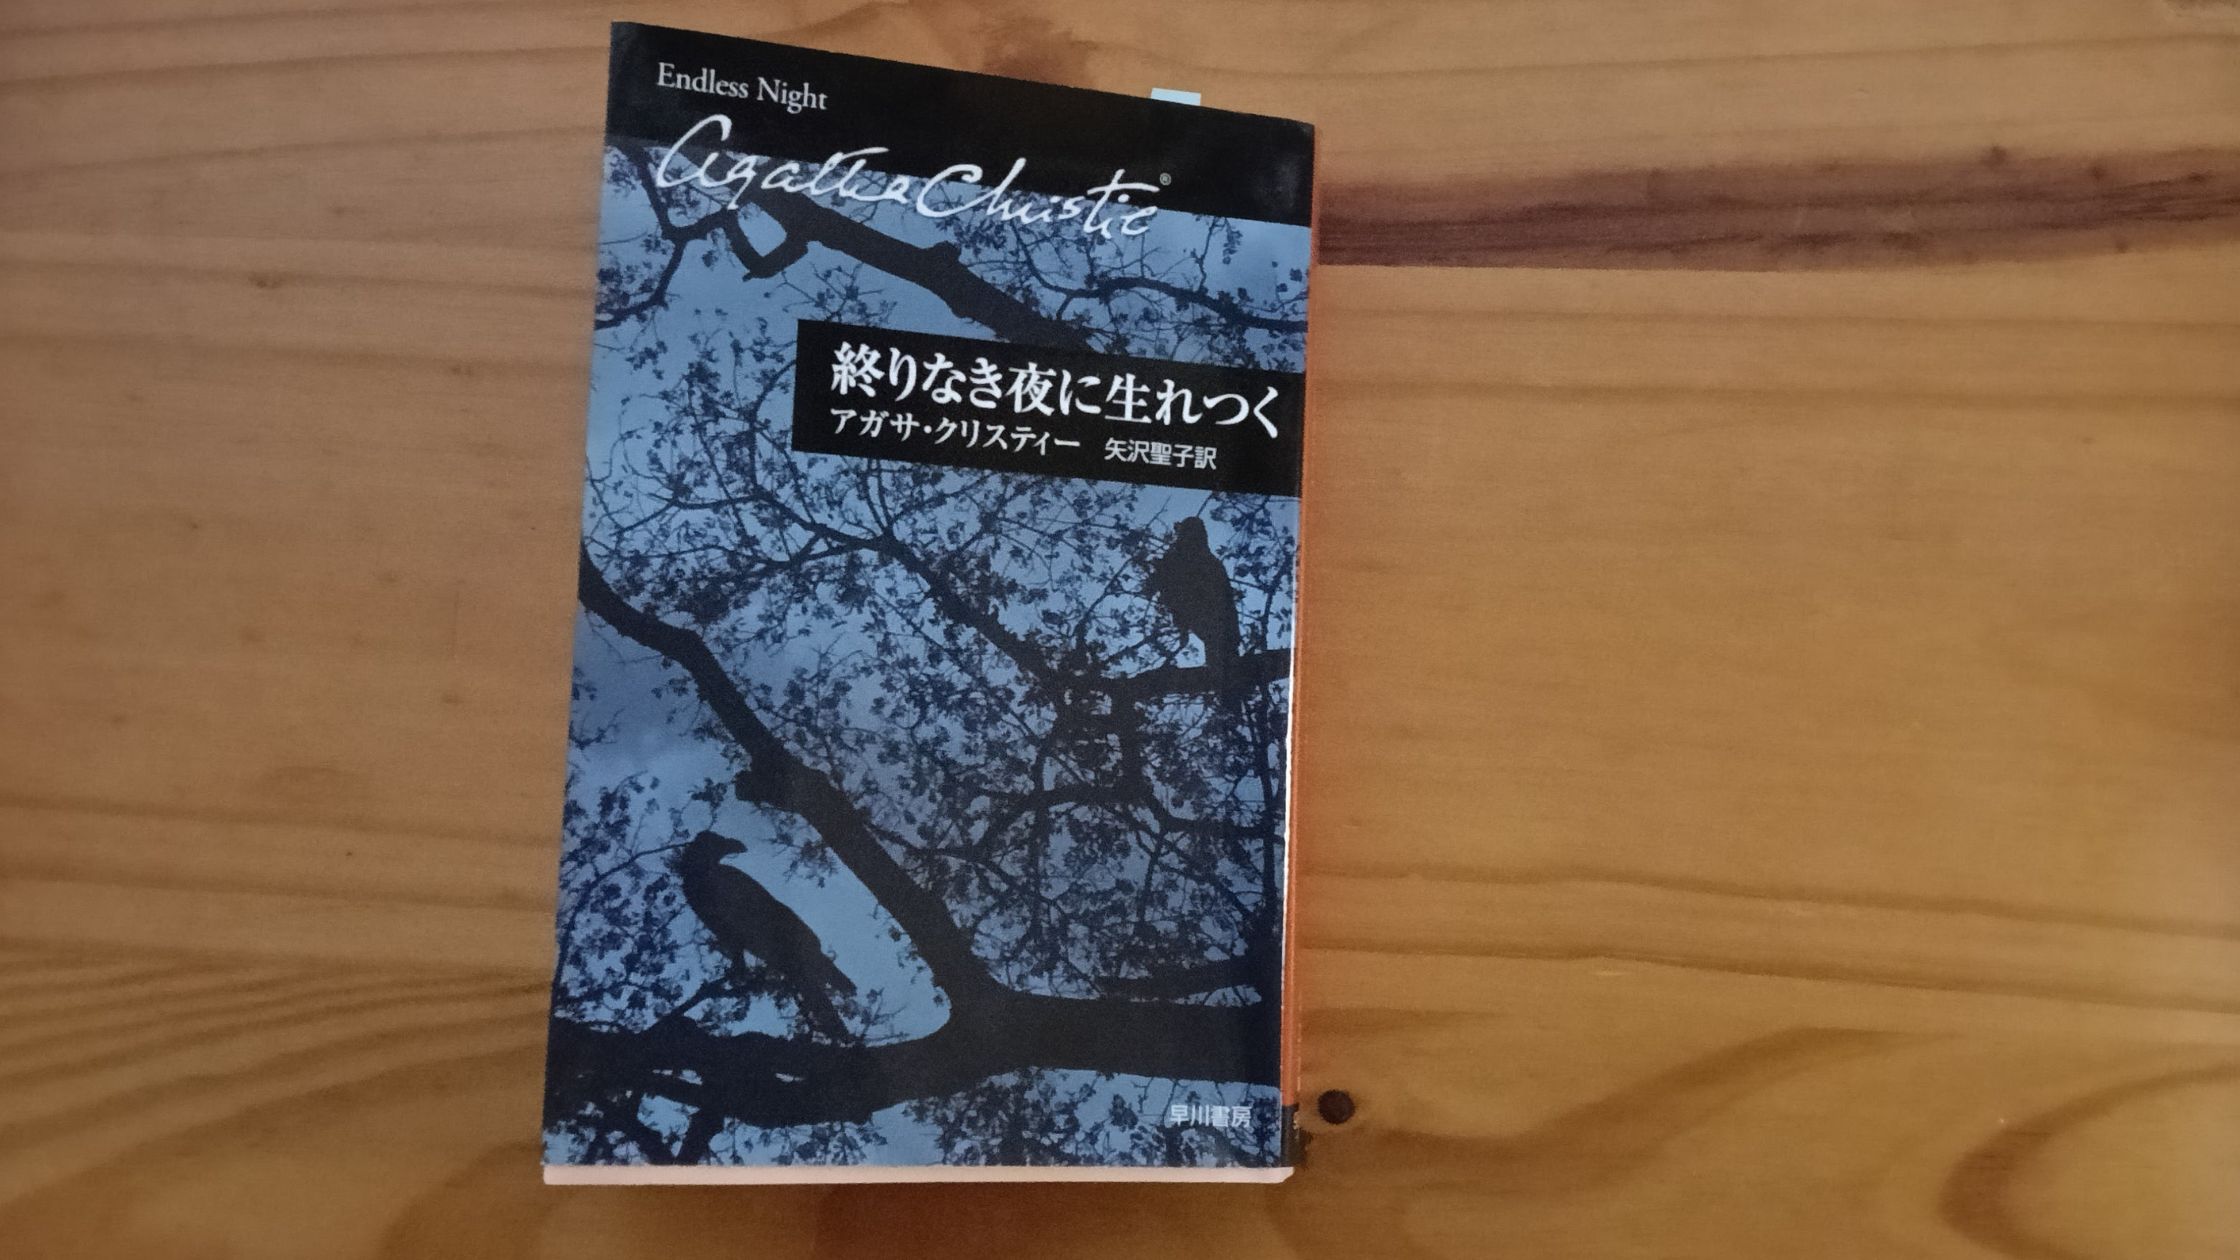 Endless Night
Agatha Christie®
終りなき夜に生れつく
アガサ・クリスティー 矢沢聖子訳
早川書房